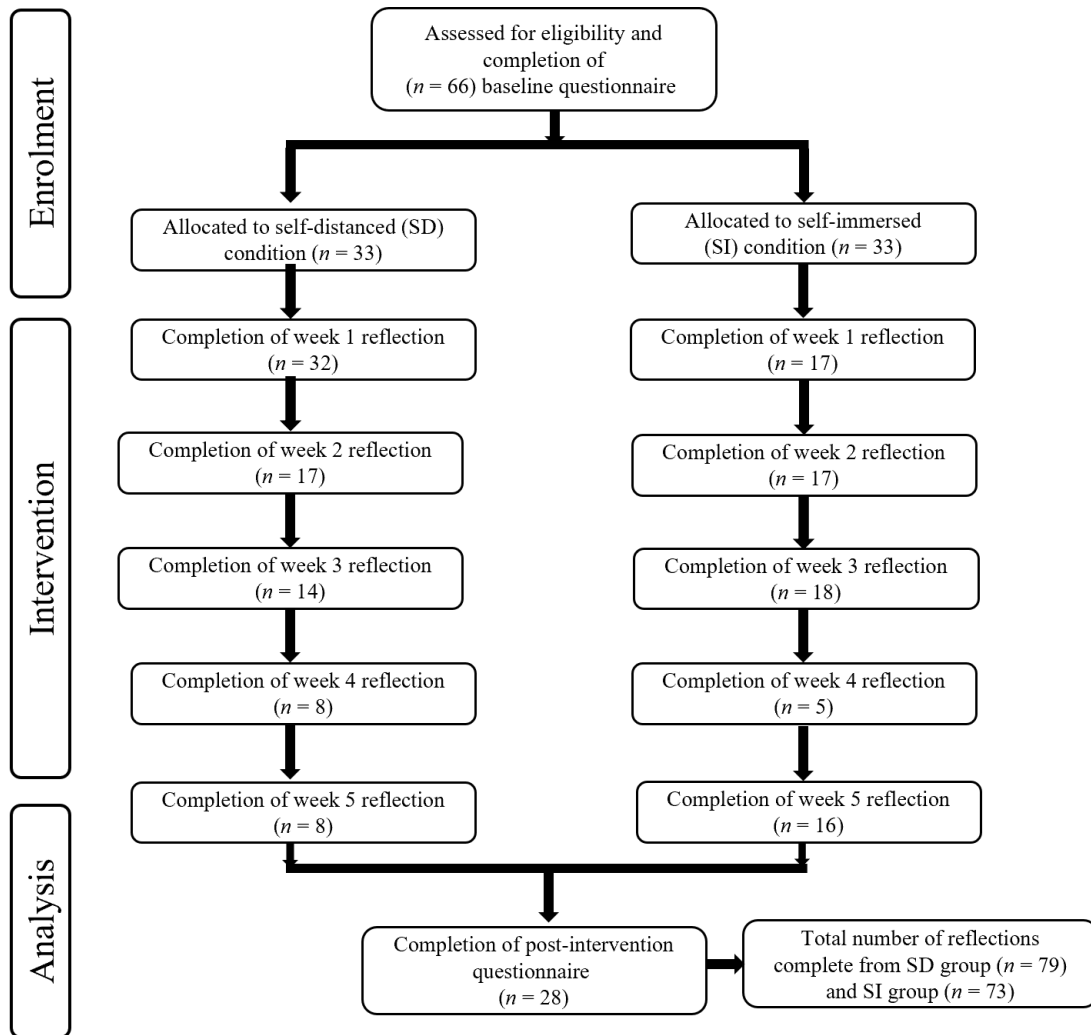 Enrolment
Assessed for eligibility and
completion of
(n = 66) baseline questionnaire
Allocated to self-distanced (SD)
condition (n = 33)
Allocated to self-immersed
(SI) condition (n = 33)
Intervention
Completion of week 1 reflection
(n = 32)
Completion of week 1 reflection
(n = 17)
Completion of week 2 reflection
(n = 17)
Completion of week 2 reflection
(n = 17)
Completion of week 3 reflection
(n = 14)
Completion of week 3 reflection
(n = 18)
Completion of week 4 reflection
(n = 8)
Completion of week 4 reflection
(n = 5)
Analysis
Completion of week 5 reflection
(n = 8)
Completion of week 5 reflection
(n = 16)
Completion of post-intervention
questionnaire
(n = 28)
Total number of reflections
complete from SD group (n = 79)
and SI group (n = 73)